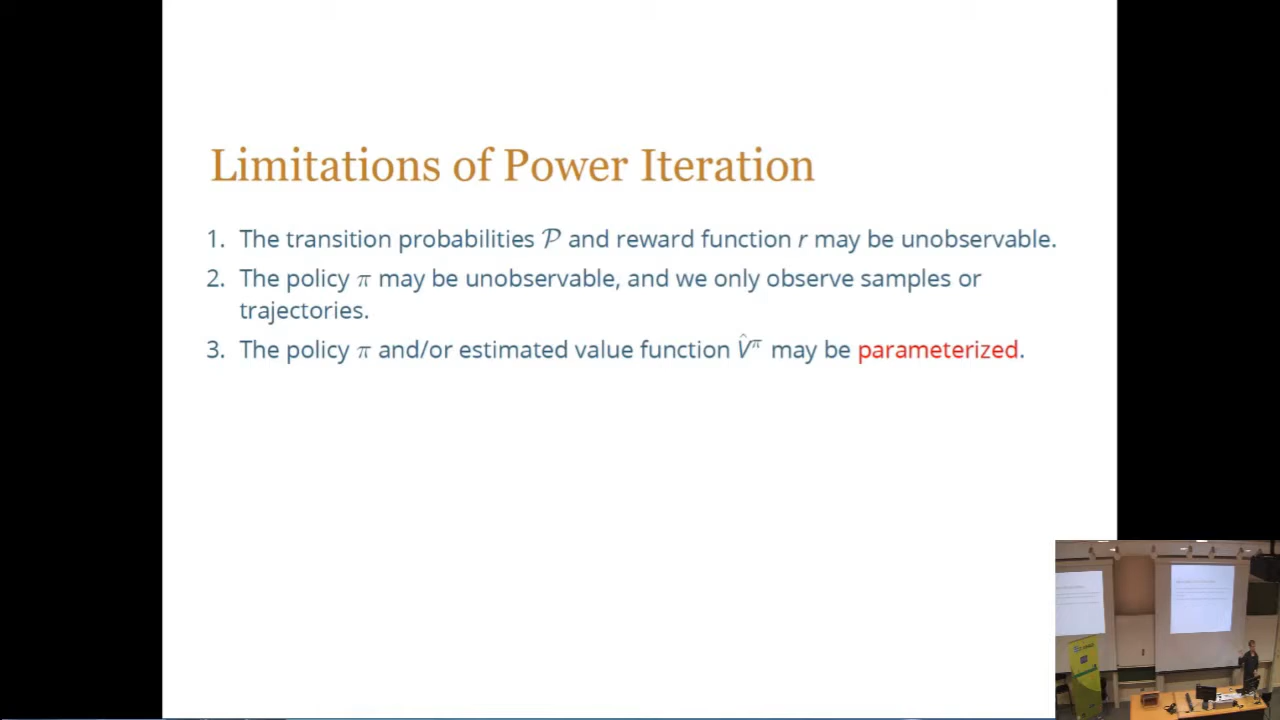 Limitations of Power Iteration
1. The transition probabilities 𝒫 and reward function r may be unobservable.
2. The policy π may be unobservable, and we only observe samples or
trajectories.
3. The policy π and/or estimated value function V̂^π may be parameterized.